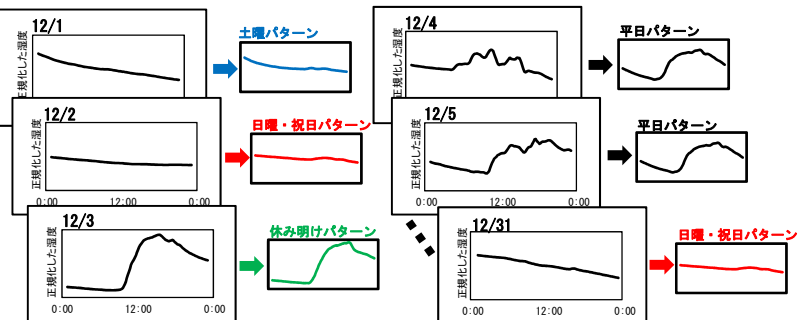 12/1
正規化した湿度
土曜パターン
12/2
正規化した湿度
0:00 12:00 0:00
日曜・祝日パターン
12/3
正規化した湿度
0:00 12:00 0:00
休み明けパターン
12/4
正規化した湿度
平日パターン
12/5
正規化した湿度
0:00 12:00 0:00
平日パターン
12/31
正規化した湿度
0:00 12:00 0:00
日曜・祝日パターン